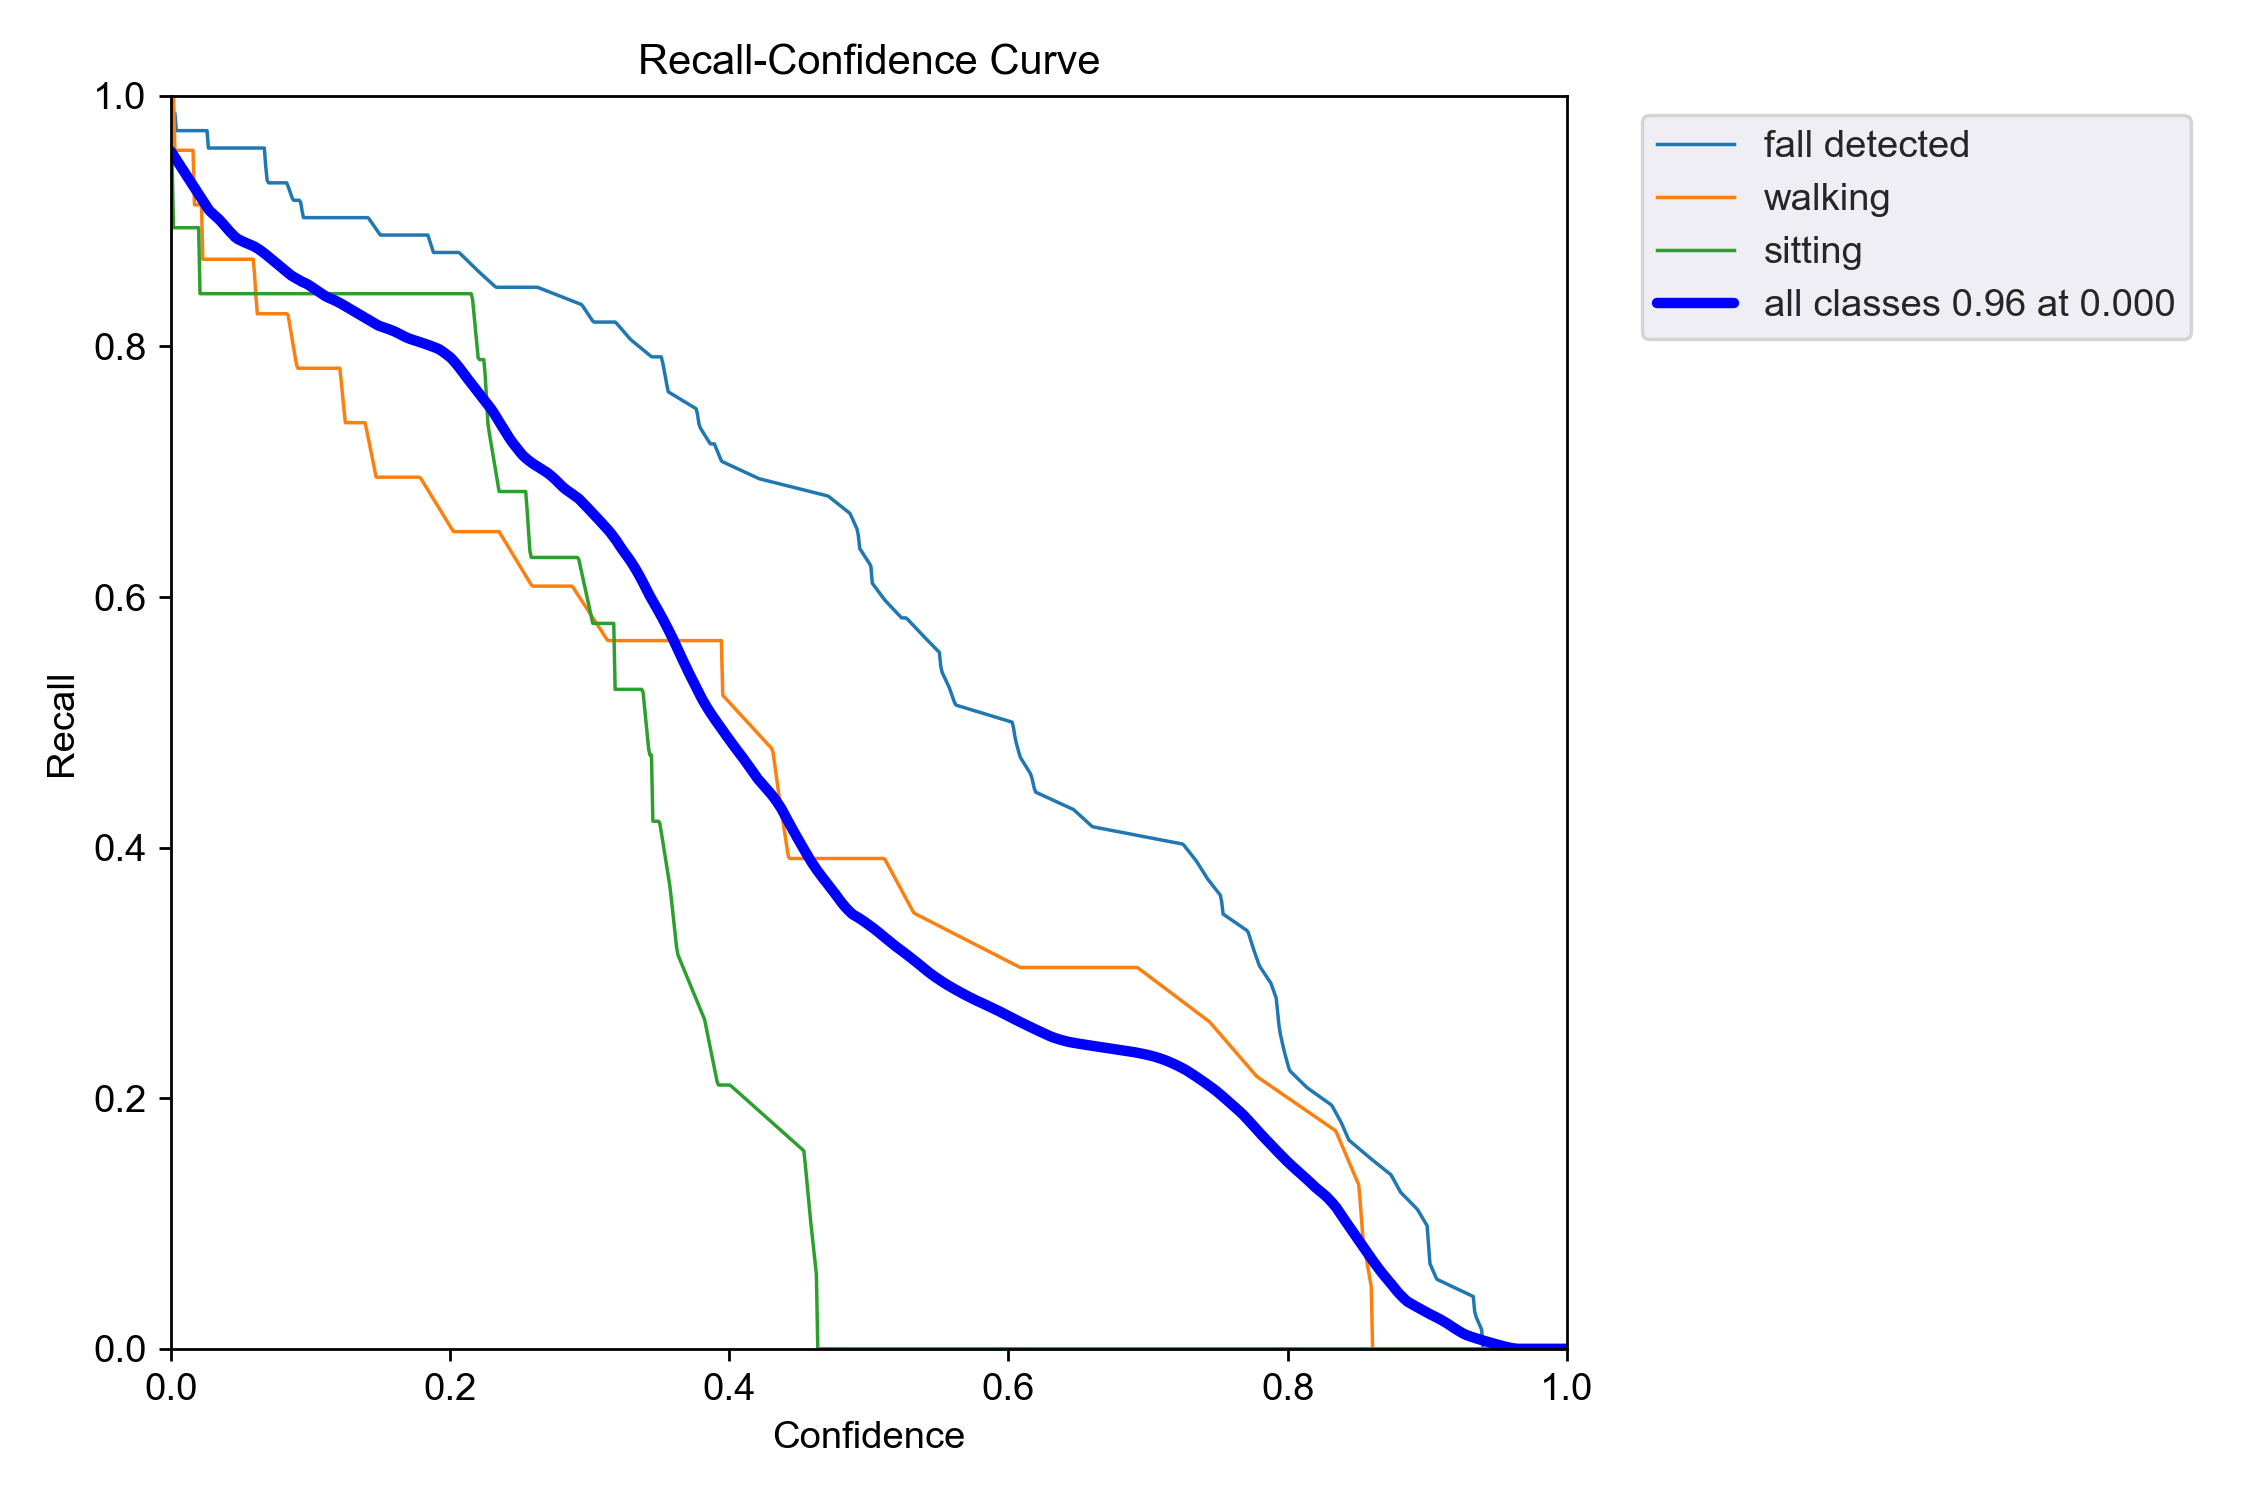 Recall-Confidence Curve
1.0
0.8
0.6
0.4
0.2
0.0
Recall
0.0 0.2 0.4 0.6 0.8 1.0
Confidence
fall detected
walking
sitting
all classes 0.96 at 0.000